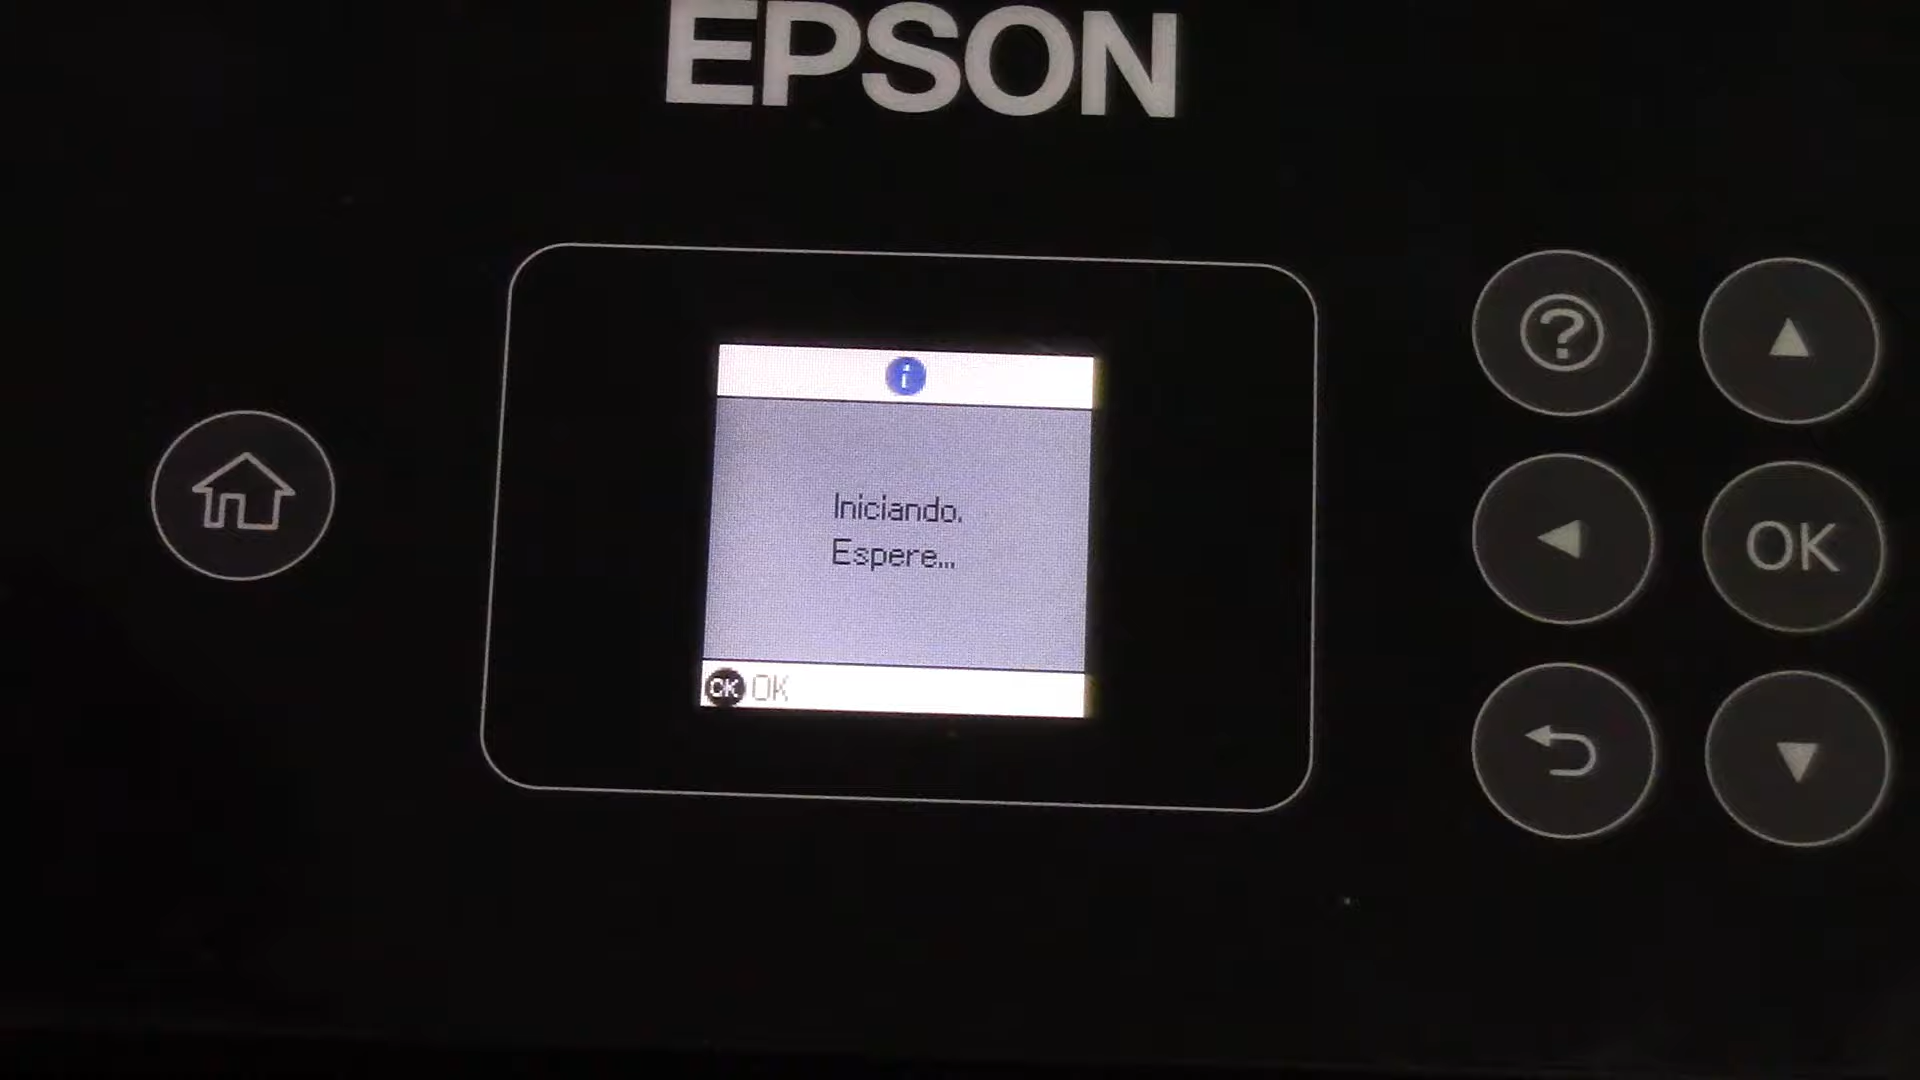 EPSON
i
?
Iniciando.
Espere...
OK
OK OK